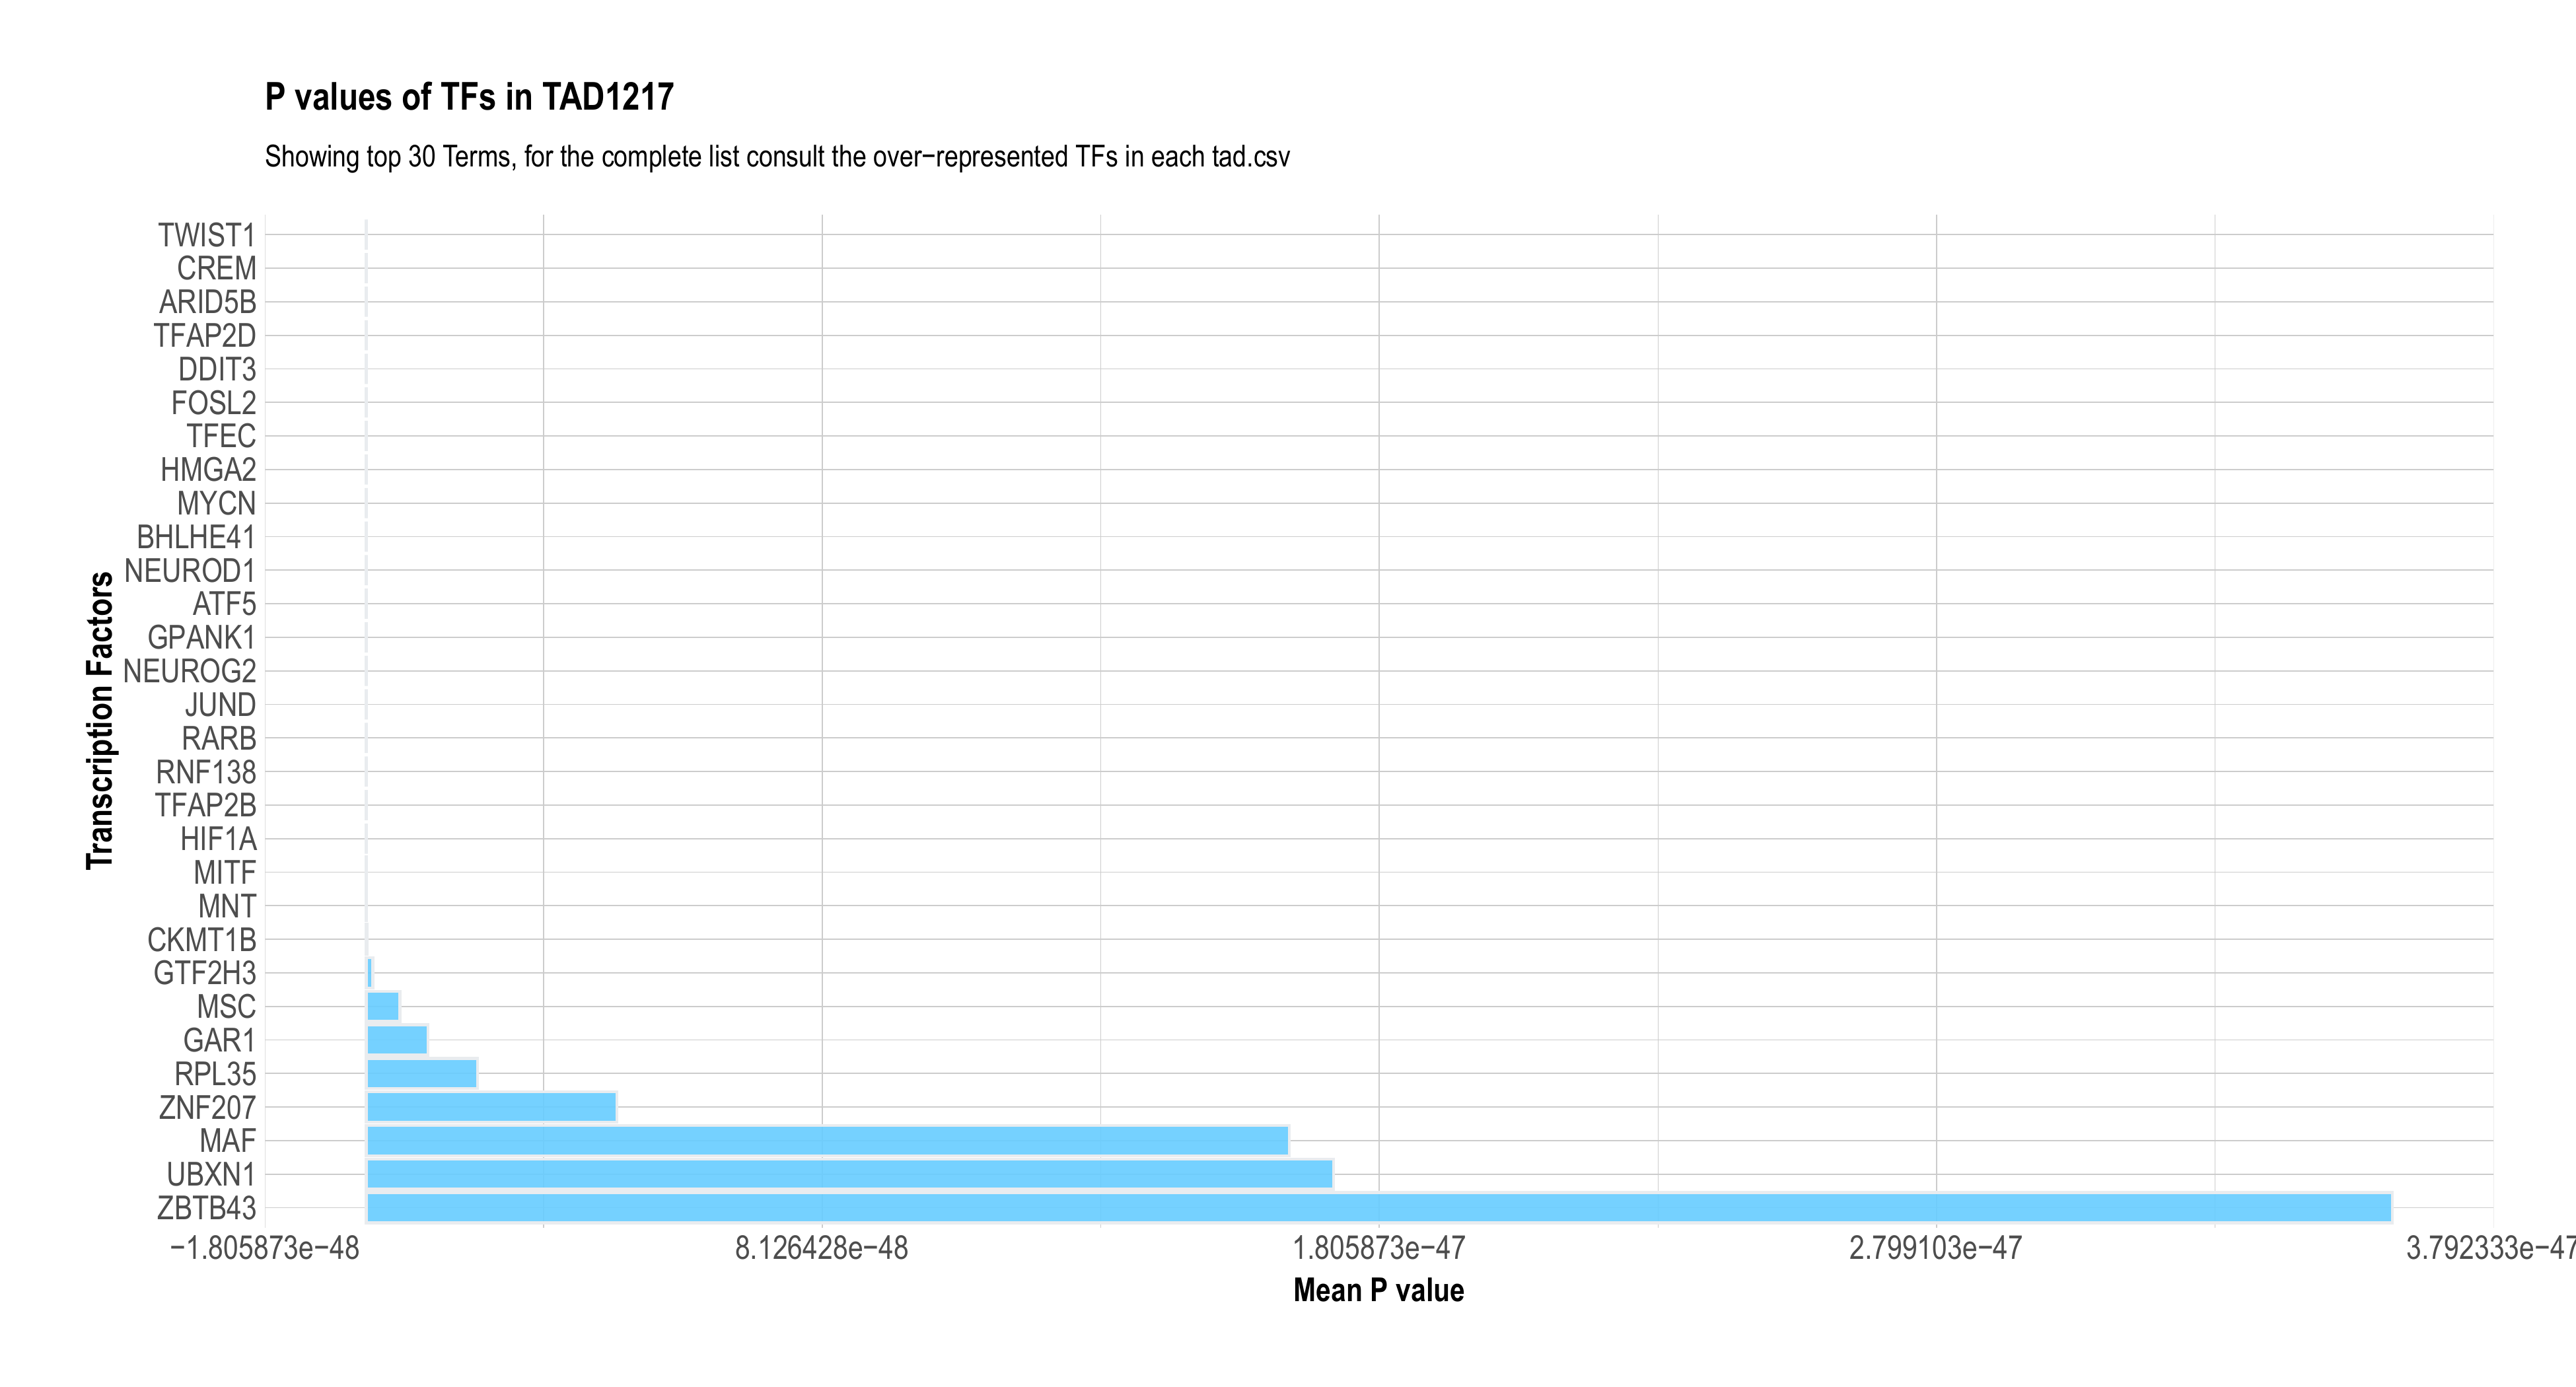 P values of TFs in TAD1217
Showing top 30 Terms, for the complete list consult the over−represented TFs in each tad.csv
Transcription Factors
TWIST1
CREM
ARID5B
TFAP2D
DDIT3
FOSL2
TFEC
HMGA2
MYCN
BHLHE41
NEUROD1
ATF5
GPANK1
NEUROG2
JUND
RARB
RNF138
TFAP2B
HIF1A
MITF
MNT
CKMT1B
GTF2H3
MSC
GAR1
RPL35
ZNF207
MAF
UBXN1
ZBTB43
−1.805873e−48 8.126428e−48 1.805873e−47 2.799103e−47 3.792333e−47
Mean P value